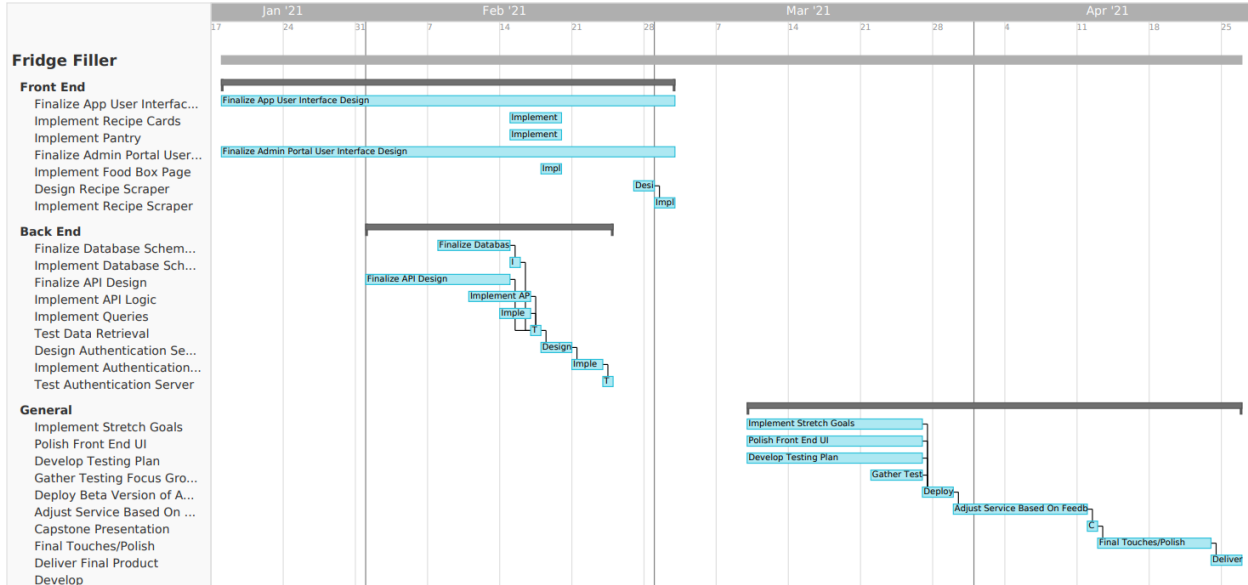 Jan '21 Feb '21 Mar '21 Apr '21
17 24 31 7 14 21 28 7 14 21 28 4 11 18 25
Fridge Filler
Front End
Finalize App User Interfac... Finalize App User Interface Design
Implement Recipe Cards Implement
Implement Pantry Implement
Finalize Admin Portal User... Finalize Admin Portal User Interface Design
Implement Food Box Page Impl
Design Recipe Scraper Desi
Implement Recipe Scraper Impl
Back End
Finalize Database Schem... Finalize Databas
Implement Database Sch... I
Finalize API Design Finalize API Design
Implement API Logic Implement AP
Implement Queries Imple
Test Data Retrieval T
Design Authentication Se... Design
Implement Authentication... Imple
Test Authentication Server T
General
Implement Stretch Goals Implement Stretch Goals
Polish Front End UI Polish Front End UI
Develop Testing Plan Develop Testing Plan
Gather Testing Focus Gro... Gather Test
Deploy Beta Version of A... Deploy
Adjust Service Based On ... Adjust Service Based On Feedb
Capstone Presentation C
Final Touches/Polish Final Touches/Polish
Deliver Final Product Deliver
Develop